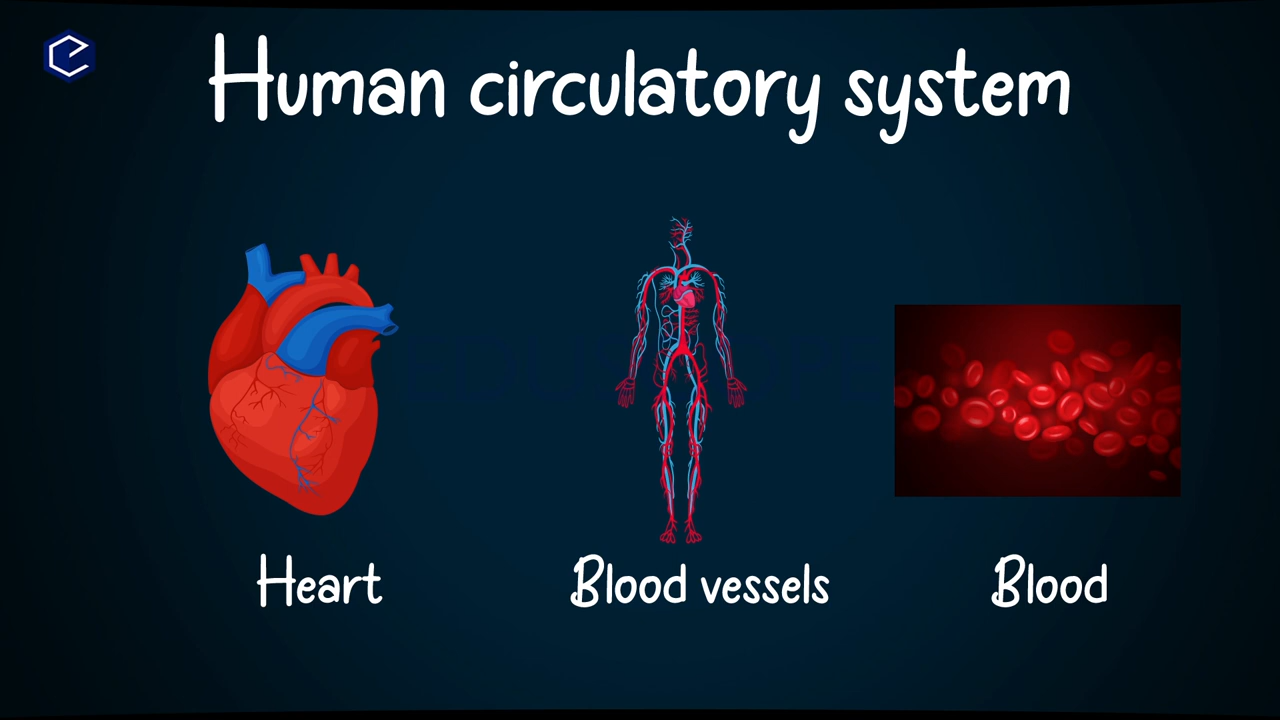 Human circulatory system
Heart
Blood vessels
Blood